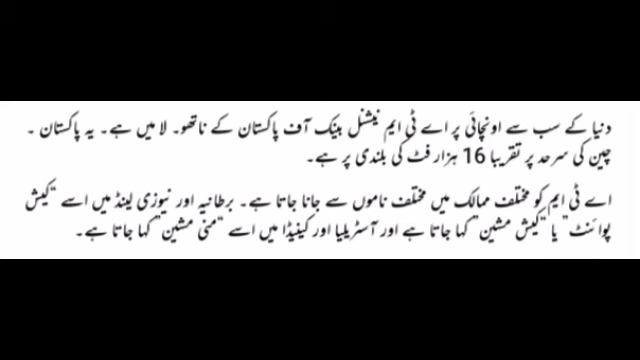 دنیا کے سب سے اونچائی پر اے ٹی ایم نیشنل بینک آف پاکستان کے ناتھو۔ لا میں ہے۔ یہ پاکستان ۔
چین کی سرحد پر تقریبا 16 ہزار فٹ کی بلندی پر ہے۔
اے ٹی ایم کو مختلف ممالک میں مختلف ناموں سے جانا جاتا ہے۔ برطانیہ اور نیوزی لینڈ میں اسے “کیش
پوائنٹ” یا “کیش مشین” کہا جاتا ہے اور آسٹریلیا اور کینیڈا میں اسے “منی مشین” کہا جاتا ہے۔